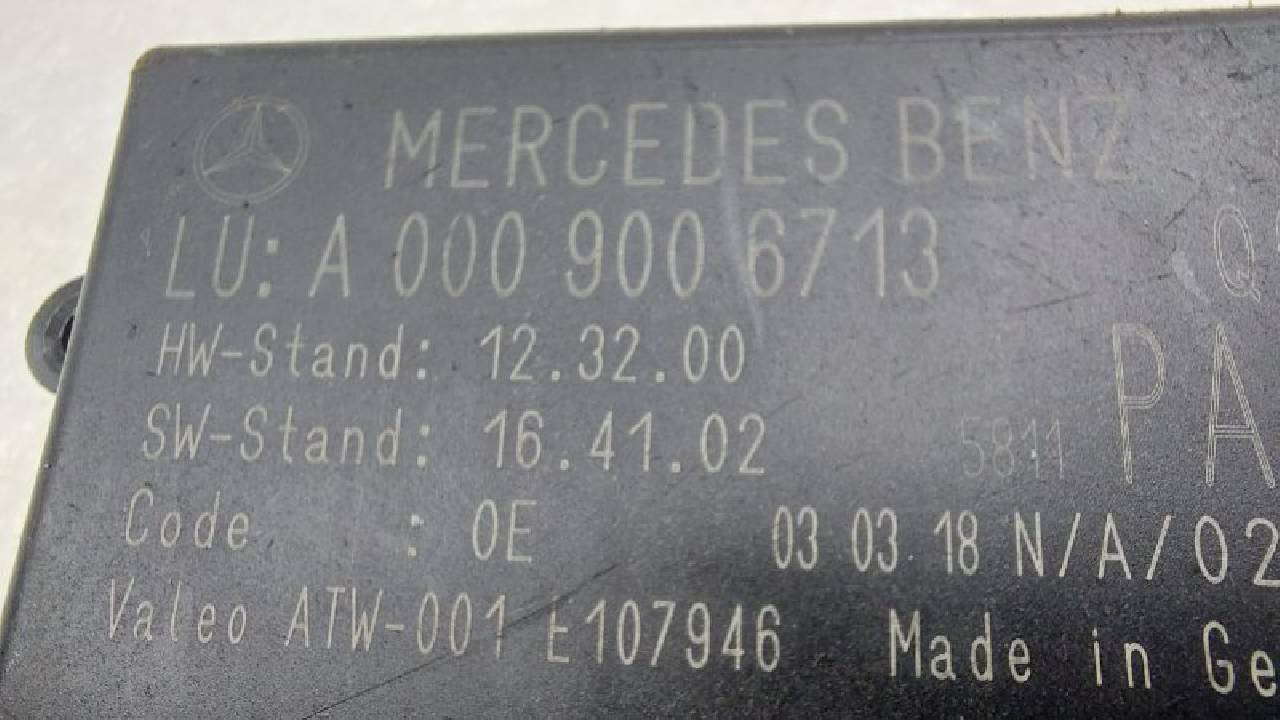 MERCEDES BENZ
LU: A 000 900 6713 Q
HW-Stand: 12.32.00 PA
SW-Stand: 16.41.02 5811
Code : 0E 03 03 18 N/A/02
Valeo ATW-001 E107946 Made in Ge